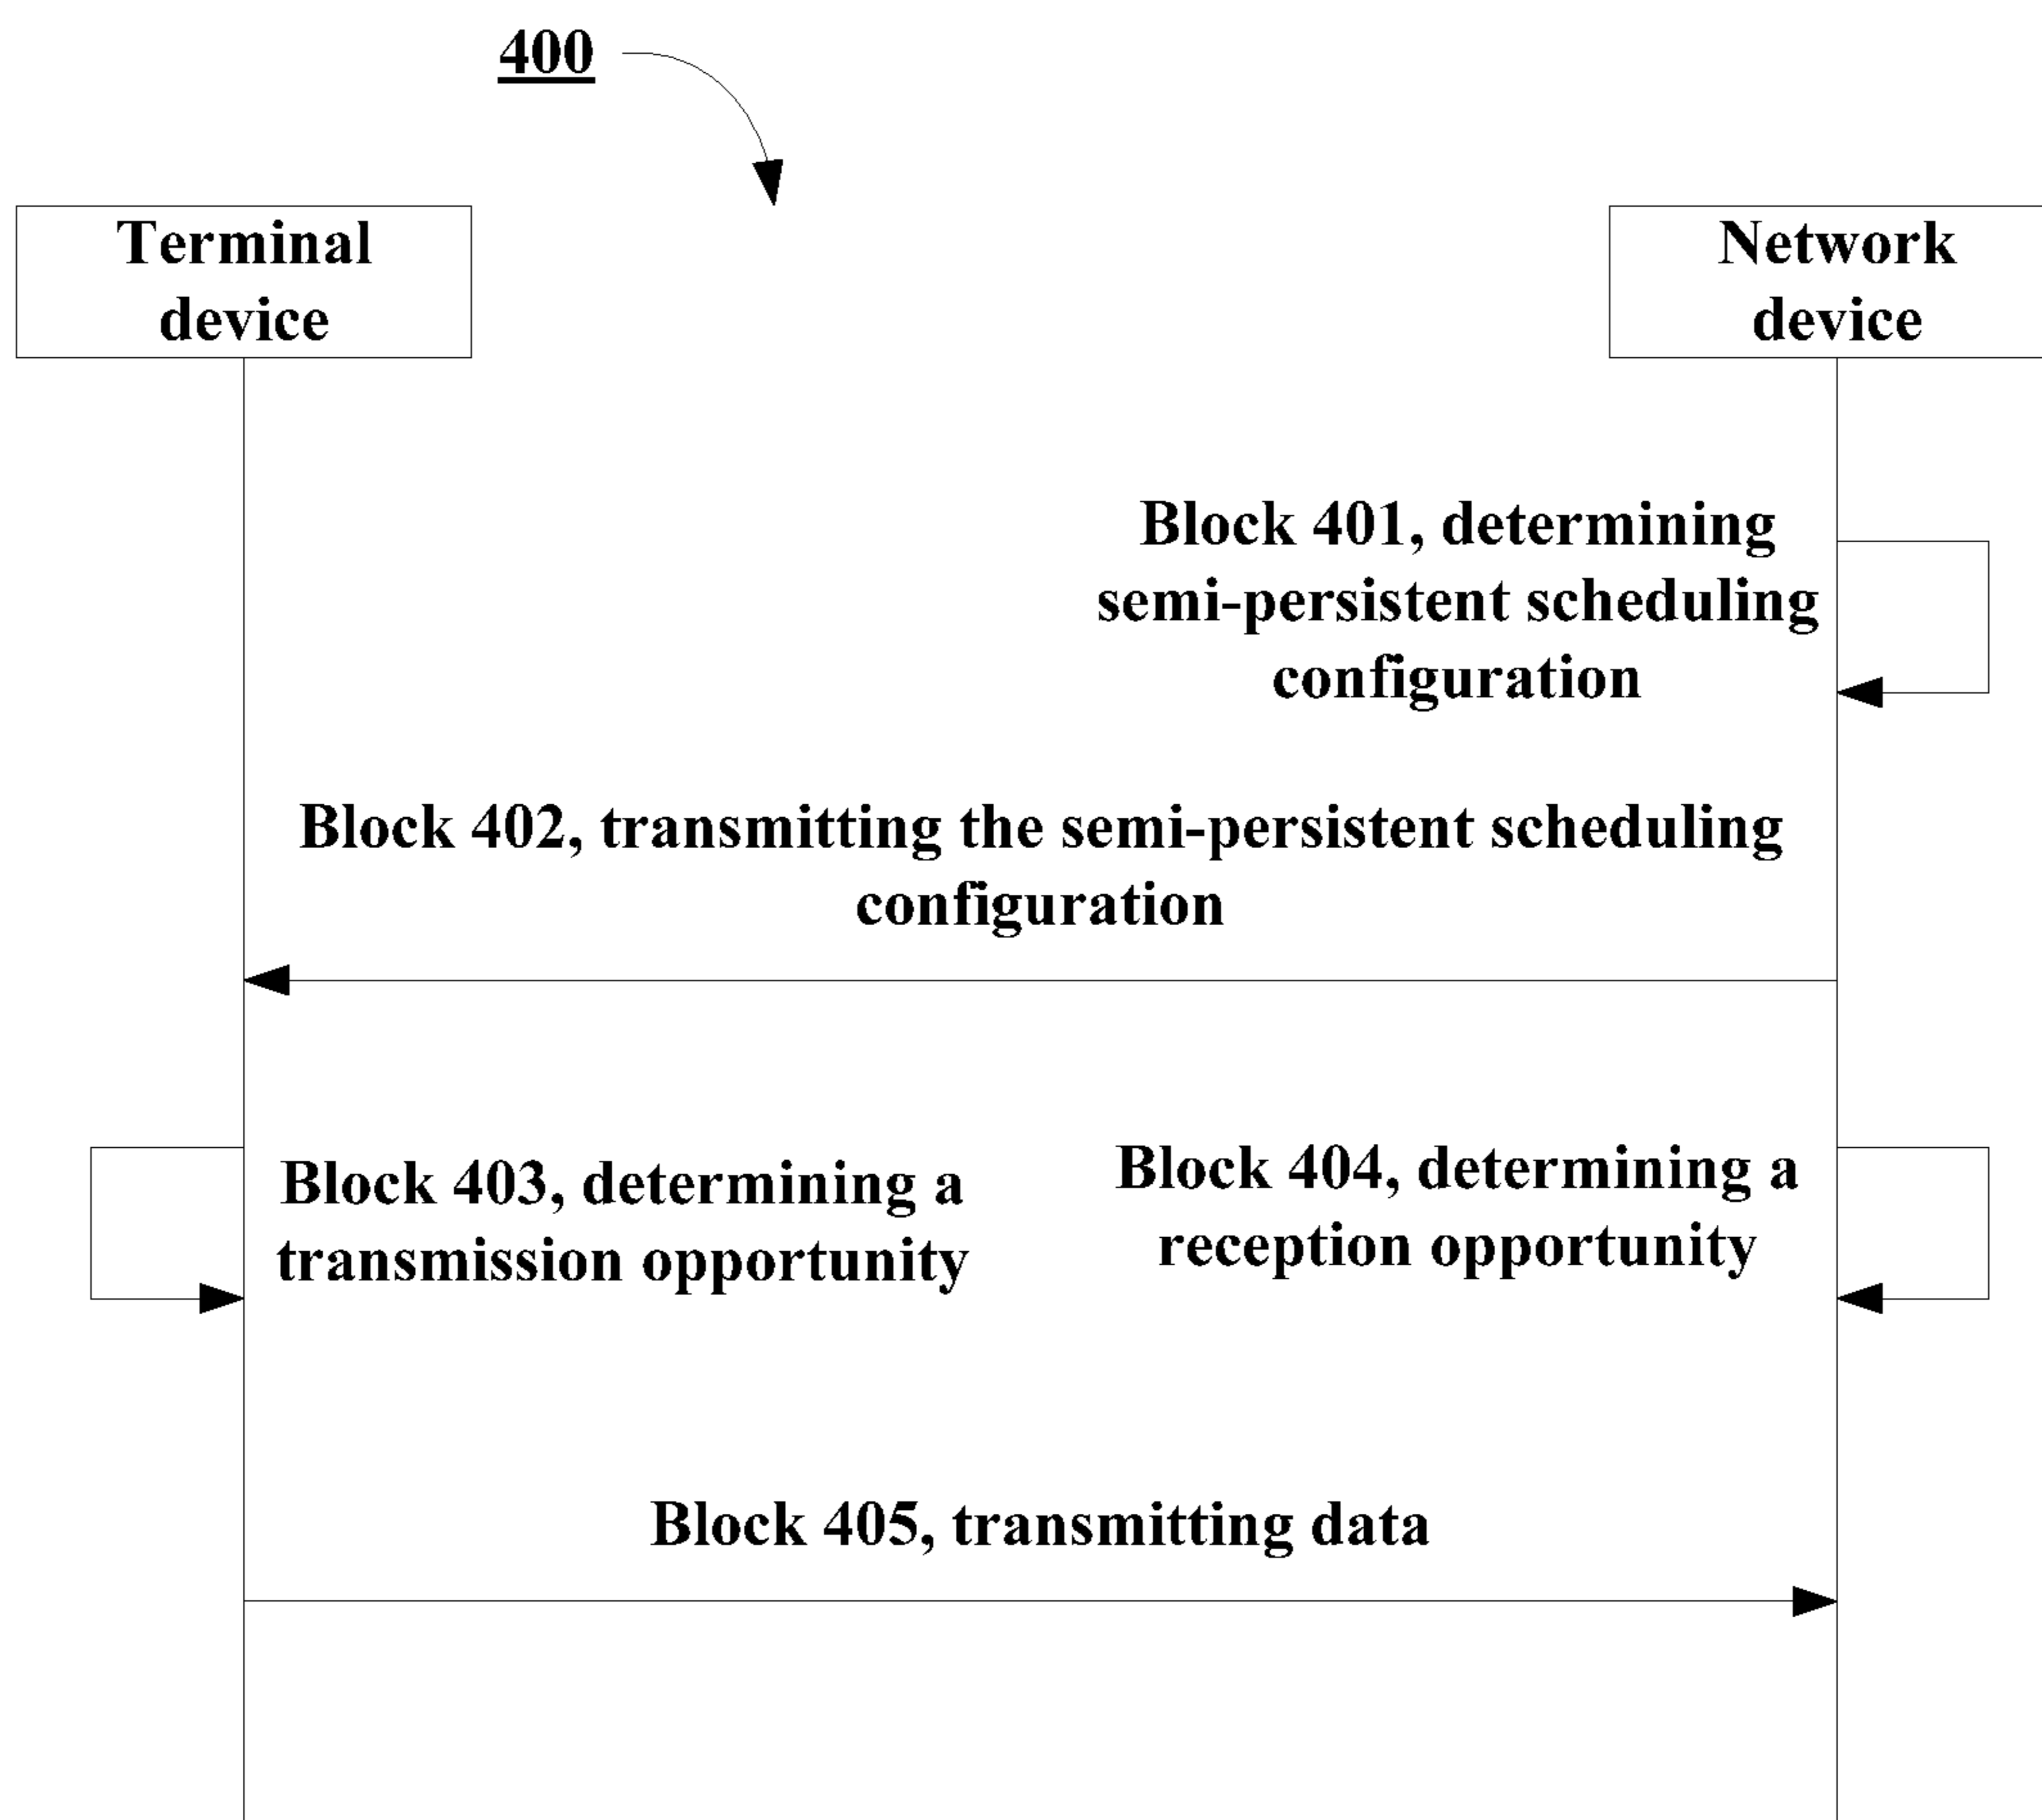 400
Terminal
device
Network
device
Block 401, determining
semi-persistent scheduling
configuration
Block 402, transmitting the semi-persistent scheduling
configuration
Block 403, determining a
transmission opportunity
Block 404, determining a
reception opportunity
Block 405, transmitting data